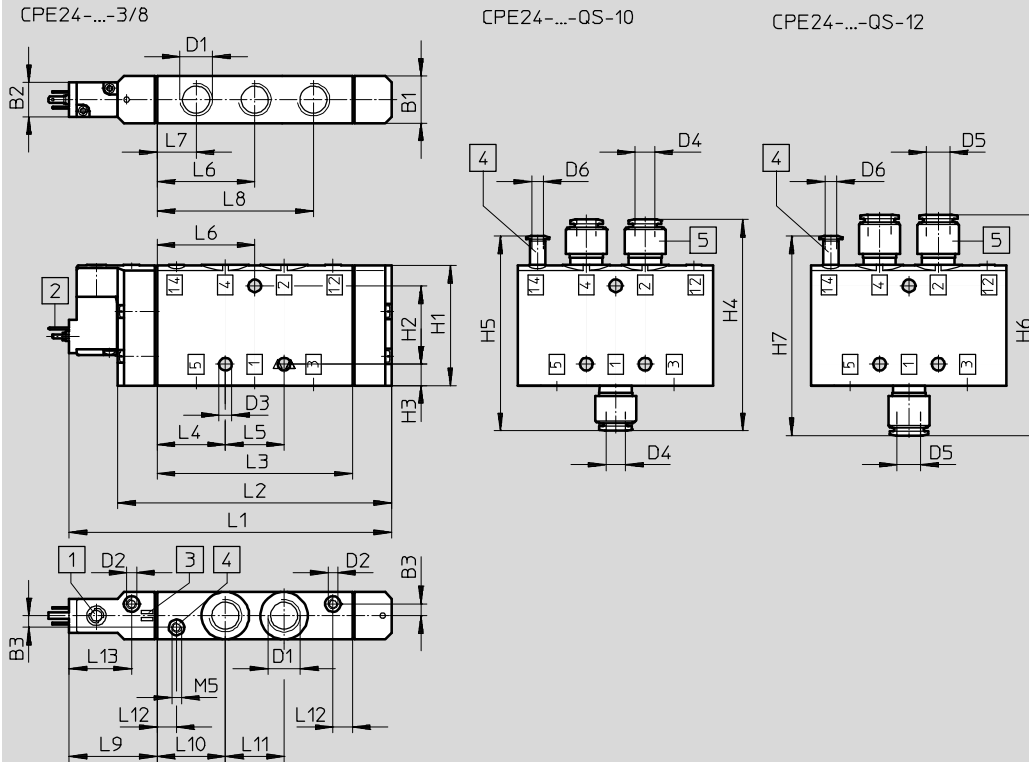 CPE24-...-3/8
CPE24-...-QS-10
CPE24-...-QS-12
D1
B2
B1
L7
L6
L8
4
D6
D4
4
D6
D5
L6
5
5
2
14
4
2
12
H2
H1
H5
14
4
2
12
H4
H7
14
4
2
12
H6
5
1
3
5
1
3
5
1
3
H3
D3
L4
L5
D4
D5
L3
L2
L1
1
D2
3
4
D2
B3
B3
L13
D1
M5
L12
L12
L9
L10
L11